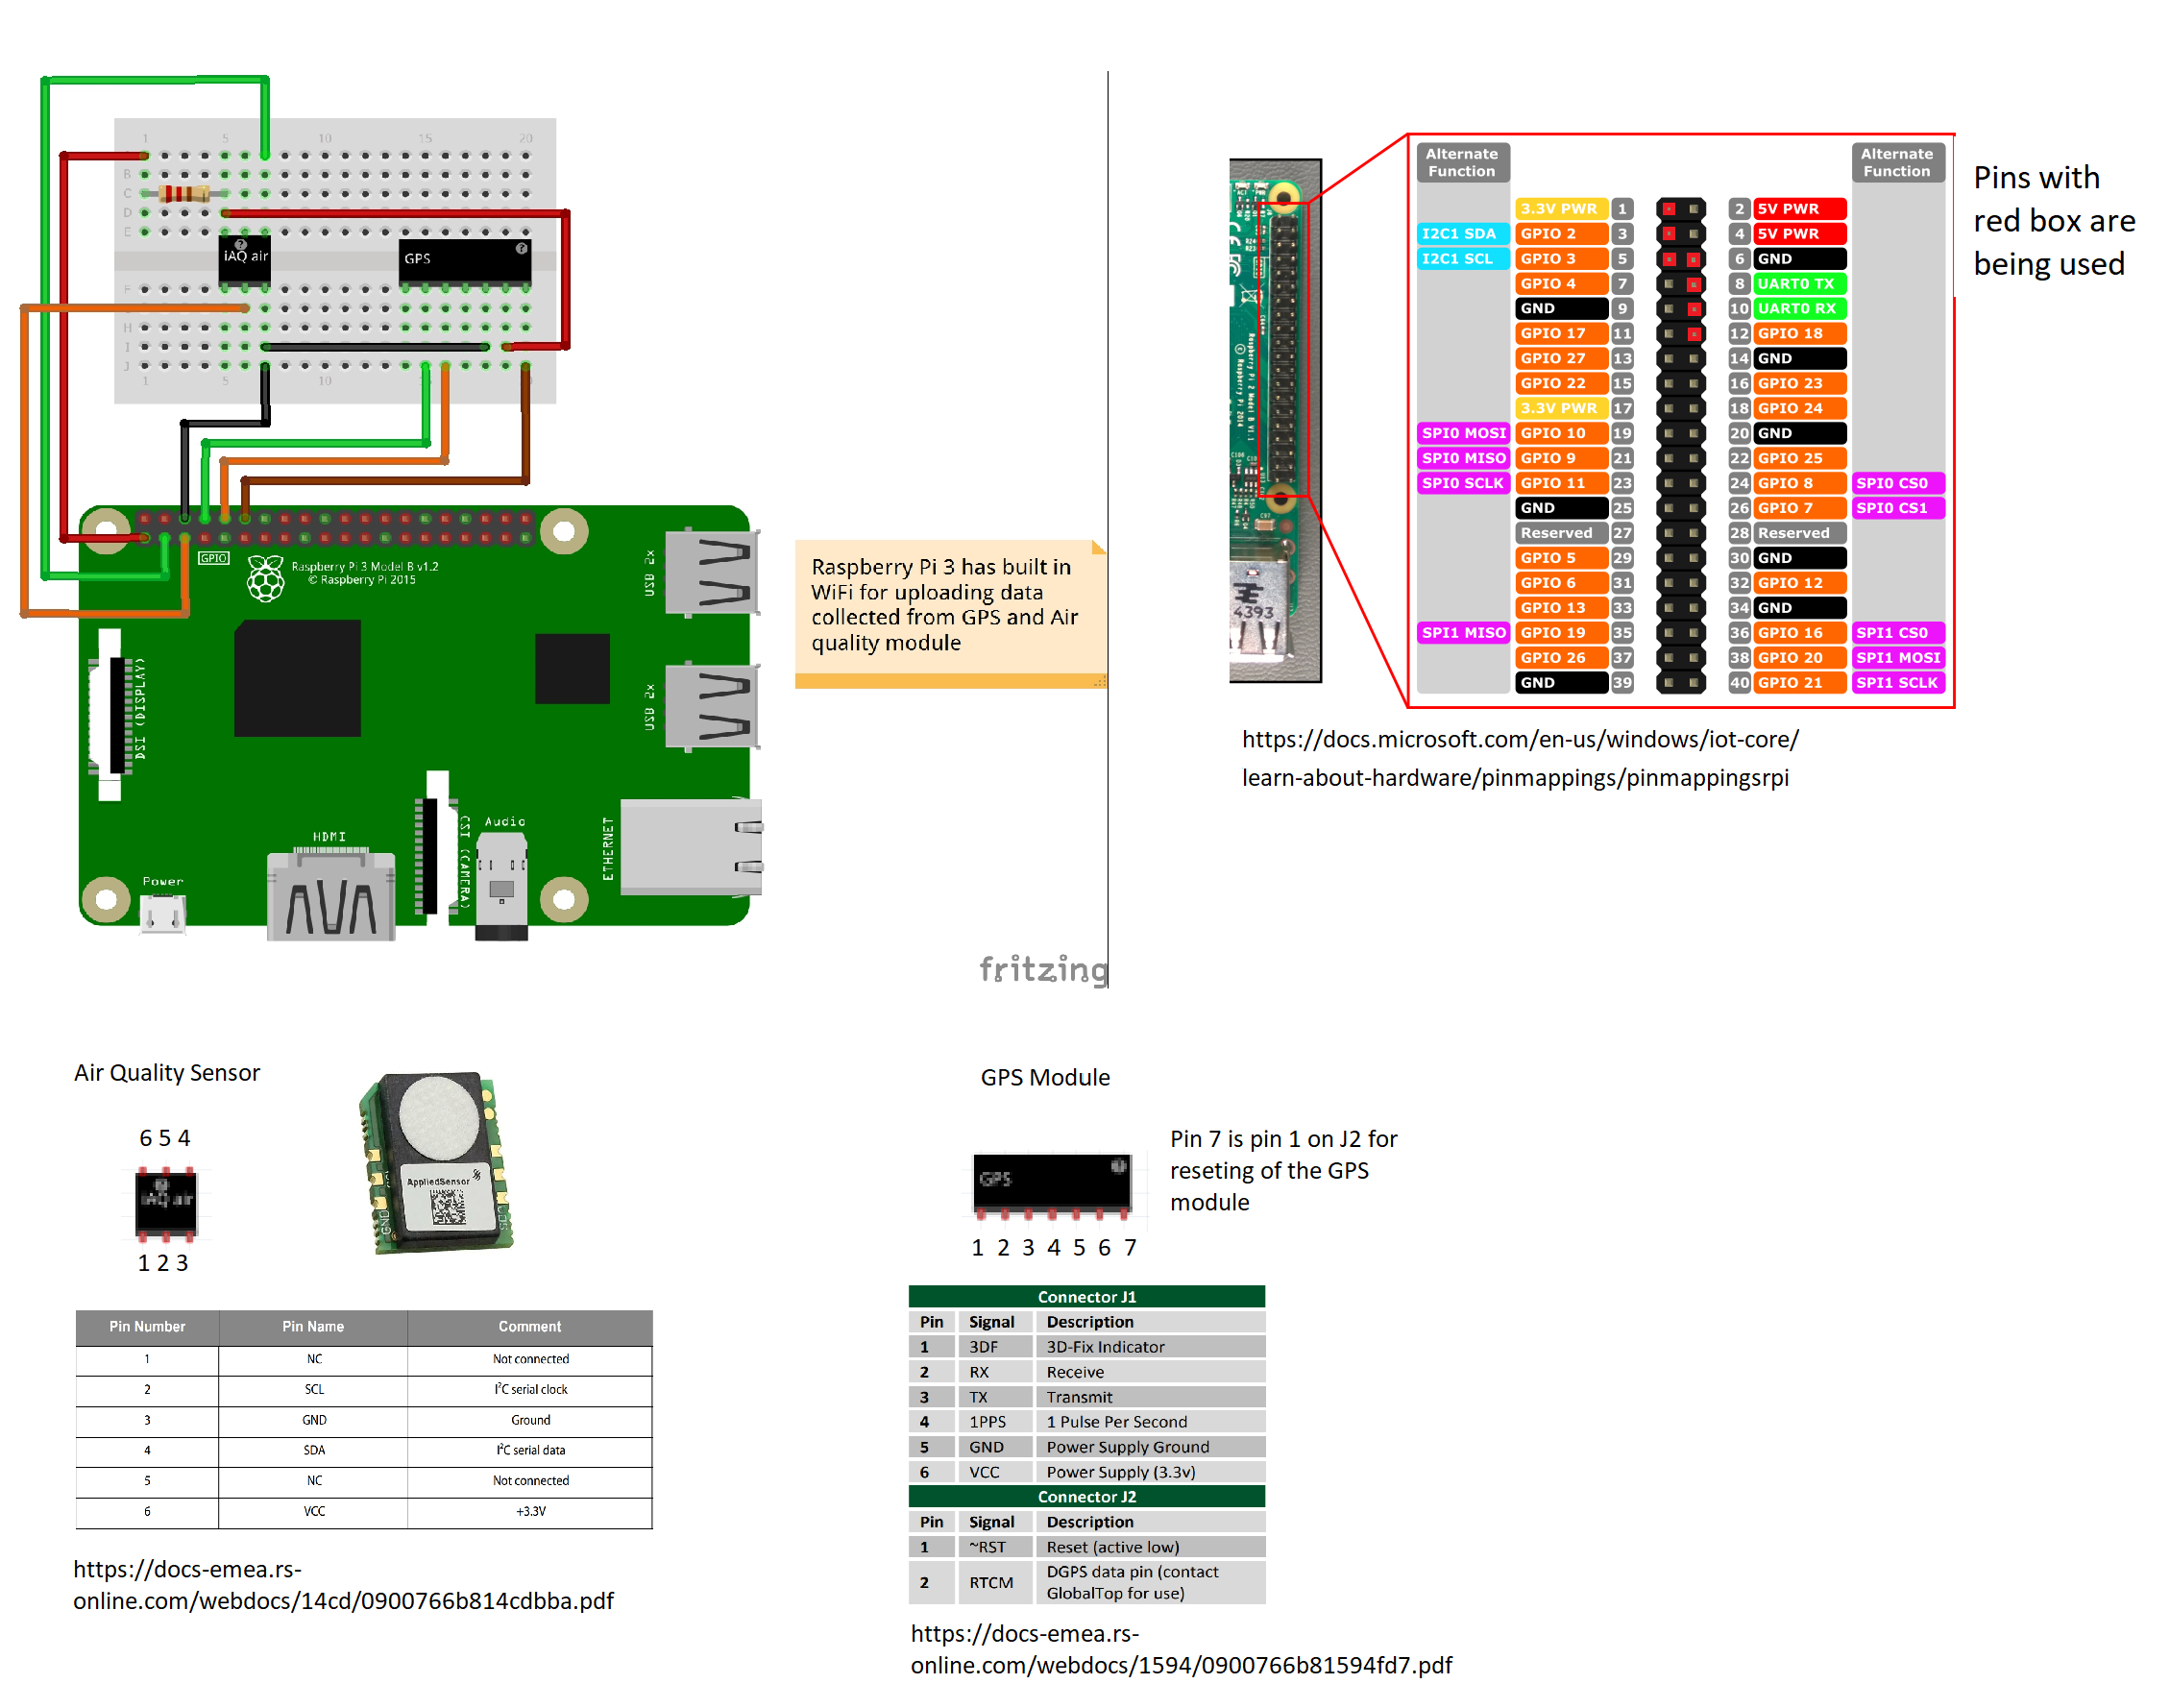 1 5 10 15 20
B
C
D
E
iAQ air
GPS
F
H
I
J
1 5 10
GPIO
Raspberry Pi 3 Model B v1.2
© Raspberry Pi 2015
USB 2x
USB 2x
DSI (DISPLAY)
HDMI
CSI (CAMERA)
Audio
ETHERNET
Power
Raspberry Pi 3 has built in
WiFi for uploading data
collected from GPS and Air
quality module
fritzing
Raspberry Pi 2 Model B V1.1
© Raspberry Pi 2014
4393
Alternate
Function
Alternate
Function
3.3V PWR 1 2 5V PWR
I2C1 SDA GPIO 2 3 4 5V PWR
I2C1 SCL GPIO 3 5 6 GND
GPIO 4 7 8 UART0 TX
GND 9 10 UART0 RX
GPIO 17 11 12 GPIO 18
GPIO 27 13 14 GND
GPIO 22 15 16 GPIO 23
3.3V PWR 17 18 GPIO 24
SPI0 MOSI GPIO 10 19 20 GND
SPI0 MISO GPIO 9 21 22 GPIO 25
SPI0 SCLK GPIO 11 23 24 GPIO 8 SPI0 CS0
GND 25 26 GPIO 7 SPI0 CS1
Reserved 27 28 Reserved
GPIO 5 29 30 GND
GPIO 6 31 32 GPIO 12
GPIO 13 33 34 GND
SPI1 MISO GPIO 19 35 36 GPIO 16 SPI1 CS0
GPIO 26 37 38 GPIO 20 SPI1 MOSI
GND 39 40 GPIO 21 SPI1 SCLK
Pins with
red box are
being used
https://docs.microsoft.com/en-us/windows/iot-core/
learn-about-hardware/pinmappings/pinmappingsrpi
Air Quality Sensor
6 5 4
iAQ air
1 2 3
AppliedSensor
GND
Pin Number Pin Name Comment
1 NC Not connected
2 SCL I²C serial clock
3 GND Ground
4 SDA I²C serial data
5 NC Not connected
6 VCC +3.3V
https://docs-emea.rs-
online.com/webdocs/14cd/0900766b814cdbba.pdf
GPS Module
GPS
1 2 3 4 5 6 7
Pin 7 is pin 1 on J2 for
reseting of the GPS
module
Connector J1
Pin Signal Description
1 3DF 3D-Fix Indicator
2 RX Receive
3 TX Transmit
4 1PPS 1 Pulse Per Second
5 GND Power Supply Ground
6 VCC Power Supply (3.3v)
Connector J2
Pin Signal Description
1 ~RST Reset (active low)
2 RTCM DGPS data pin (contact
GlobalTop for use)
https://docs-emea.rs-
online.com/webdocs/1594/0900766b81594fd7.pdf